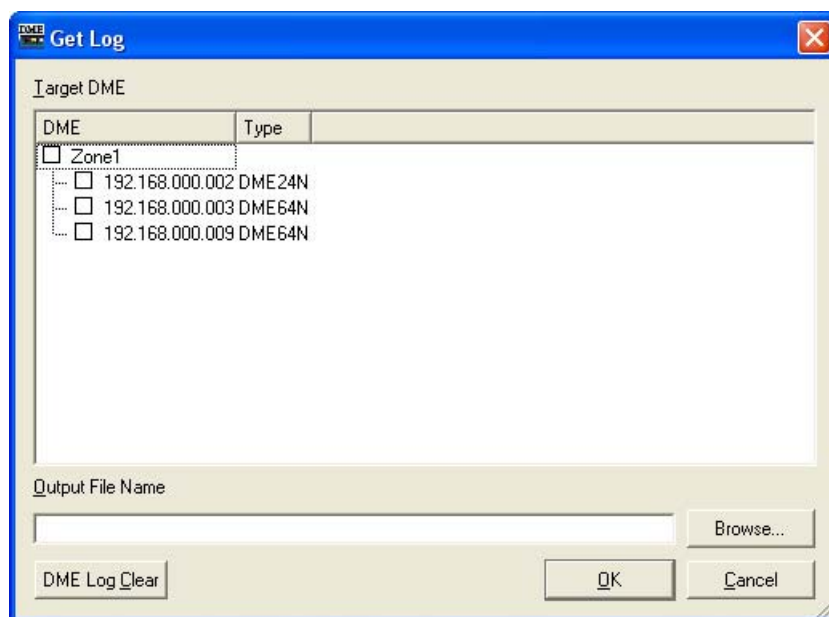 DME Get Log
Target DME
DME Type
Zone1
192.168.000.002 DME24N
192.168.000.003 DME64N
192.168.000.009 DME64N
Output File Name
Browse...
DME Log Clear OK Cancel